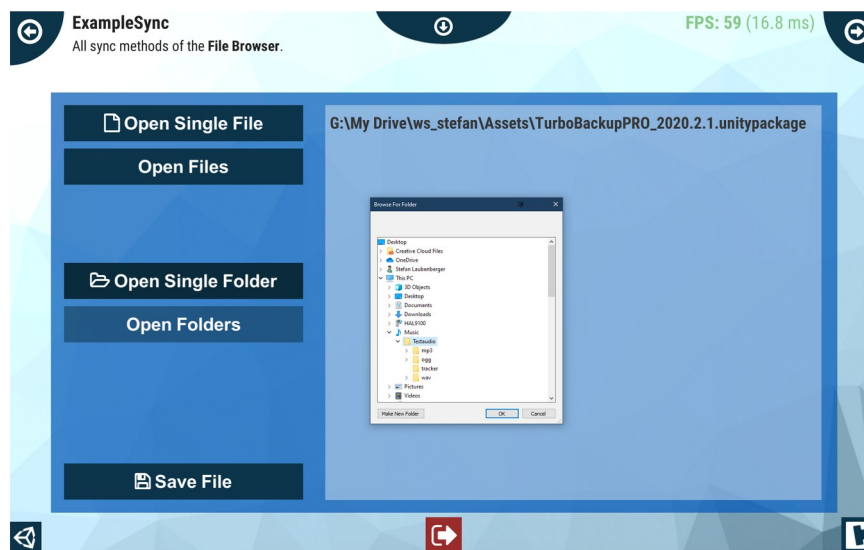 ExampleSync
All sync methods of the File Browser.
FPS: 59 (16.8 ms)
Open Single File
Open Files
Open Single Folder
Open Folders
Save File
G:\My Drive\ws_stefan\Assets\TurboBackupPRO_2020.2.1.unitypackage
Browse For Folder
Desktop
Creative Cloud Files
OneDrive
Stefan Laubenberger
This PC
3D Objects
Desktop
Documents
Downloads
HAL9100
Music
Testaudio
mp3
ogg
tracker
wav
Pictures
Videos
Make New Folder
OK
Cancel